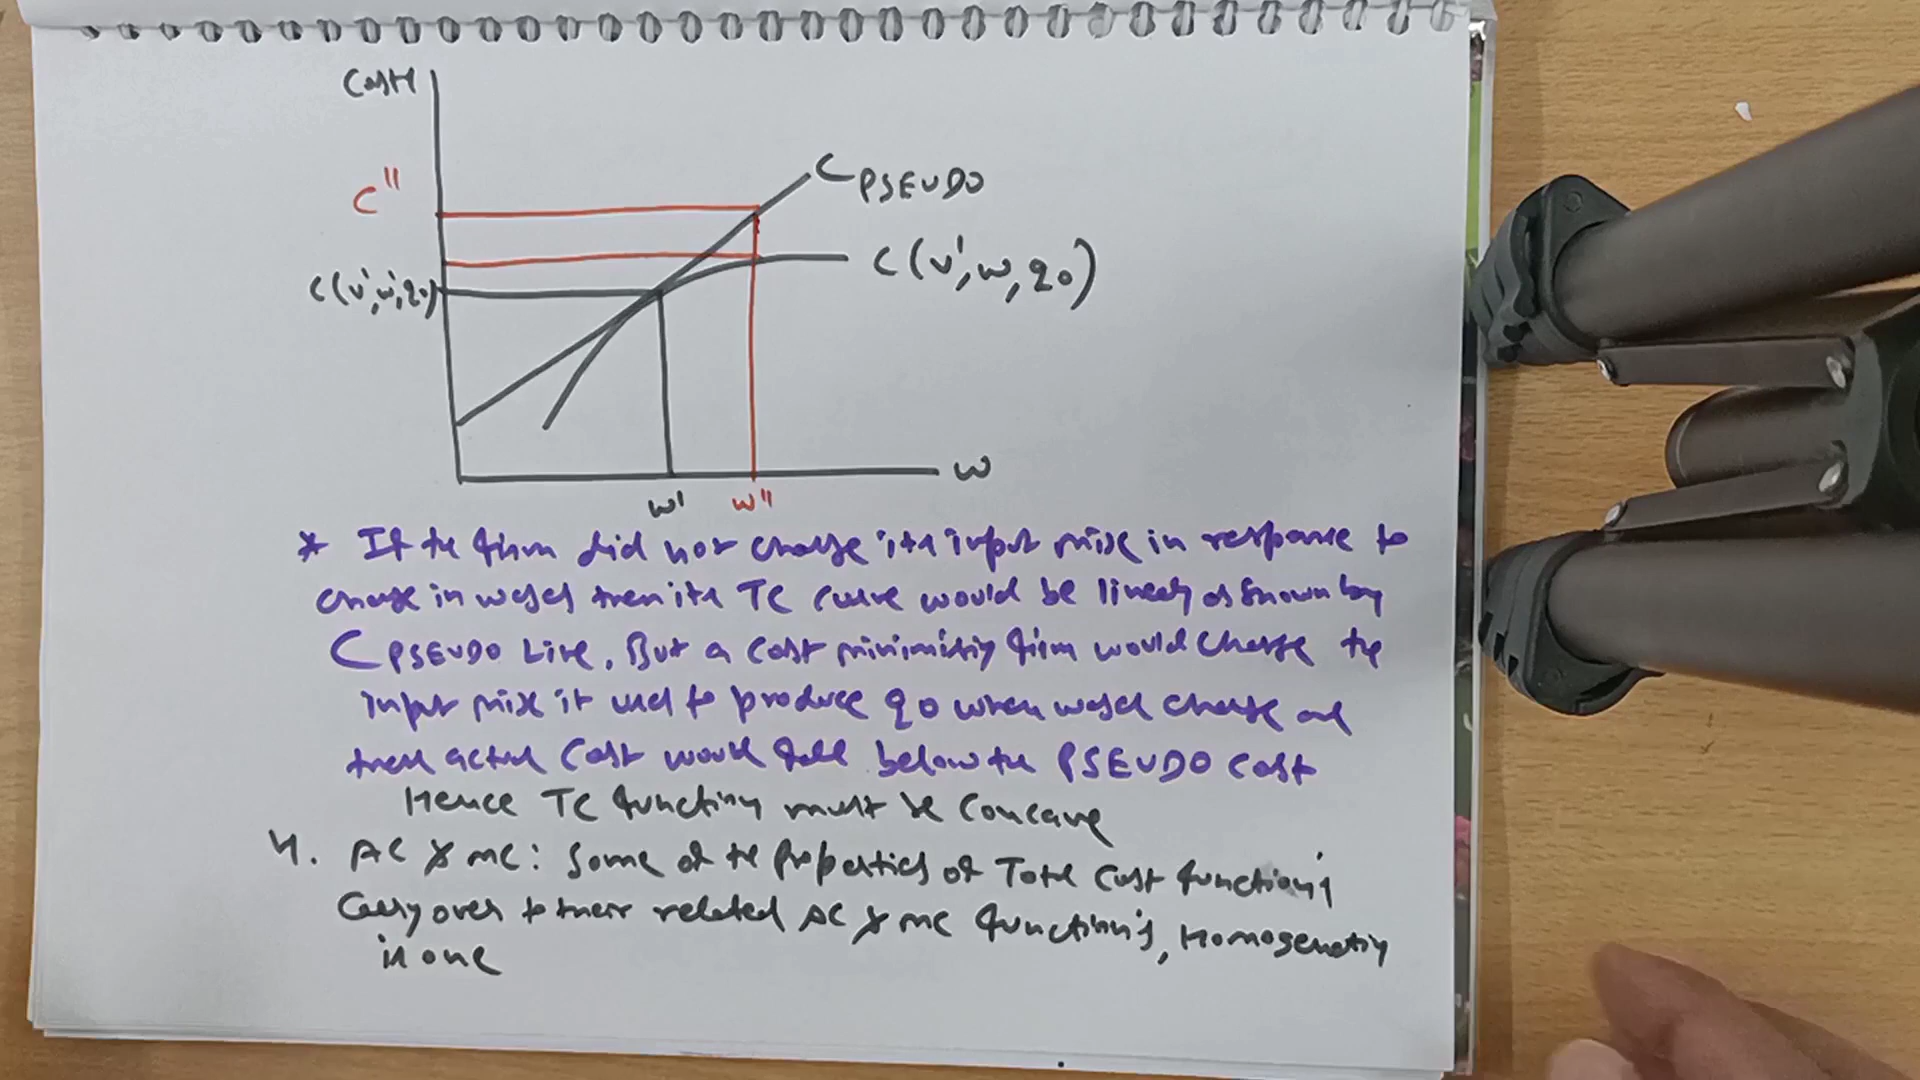 Costs
C PSEUDO
C''
C(v',w,q0)
C(v',w',q0)
w
w' w''
* If the firm did not change its input mix in response to
change in wages then its TC curve would be linear as shown by
C PSEUDO Line. But a cost minimising firm would change the
input mix it used to produce q0 when wages change and
these actual cost would fall below the PSEUDO cost
Hence TC function must be Concave
4. AC & MC: Some of the Properties of Total Cost functions
Carry over to their related AC & MC functions, Homogeneity
is one